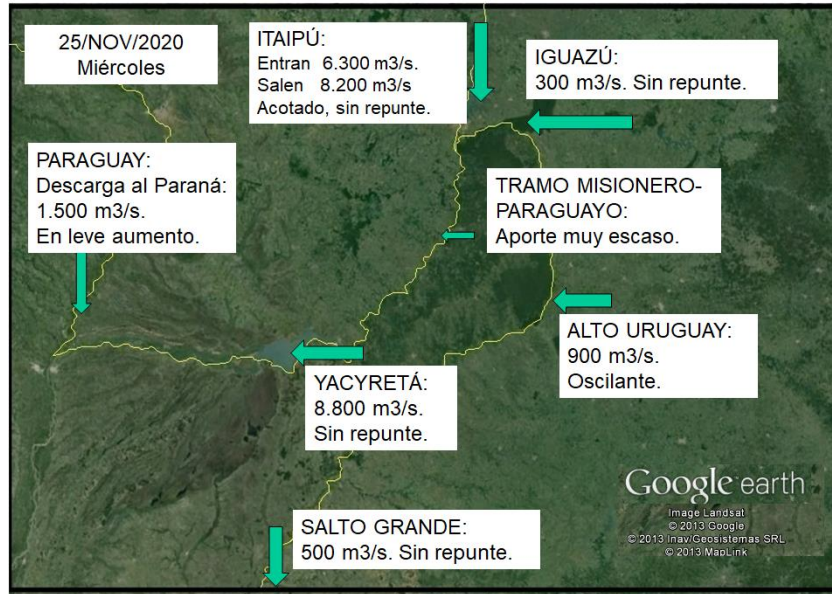 25/NOV/2020
Miércoles
ITAIPÚ:
Entran 6.300 m3/s.
Salen 8.200 m3/s
Acotado, sin repunte.
IGUAZÚ:
300 m3/s. Sin repunte.
PARAGUAY:
Descarga al Paraná:
1.500 m3/s.
En leve aumento.
TRAMO MISIONERO-
PARAGUAYO:
Aporte muy escaso.
ALTO URUGUAY:
900 m3/s.
Oscilante.
YACYRETÁ:
8.800 m3/s.
Sin repunte.
SALTO GRANDE:
500 m3/s. Sin repunte.
Google earth
Image Landsat
© 2013 Google
© 2013 Inav/Geosistemas SRL
© 2013 MapLink